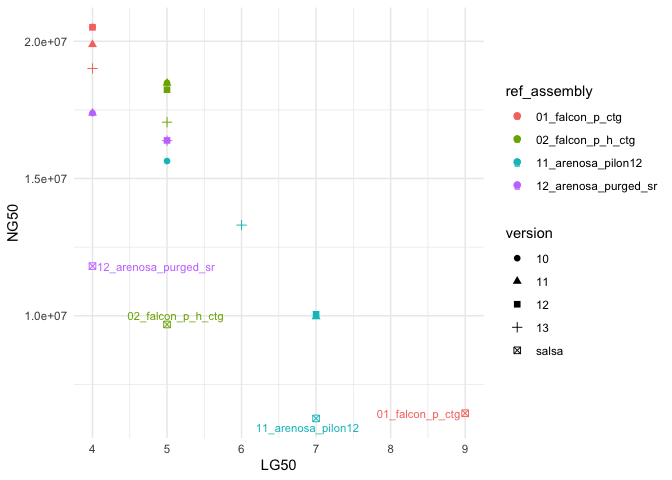 2.0e+07
1.5e+07
1.0e+07
NG50
12_arenosa_purged_sr
02_falcon_p_h_ctg
01_falcon_p_ctg
11_arenosa_pilon12
4 5 6 7 8 9
LG50
ref_assembly
01_falcon_p_ctg
02_falcon_p_h_ctg
11_arenosa_pilon12
12_arenosa_purged_sr
version
10
11
12
13
salsa